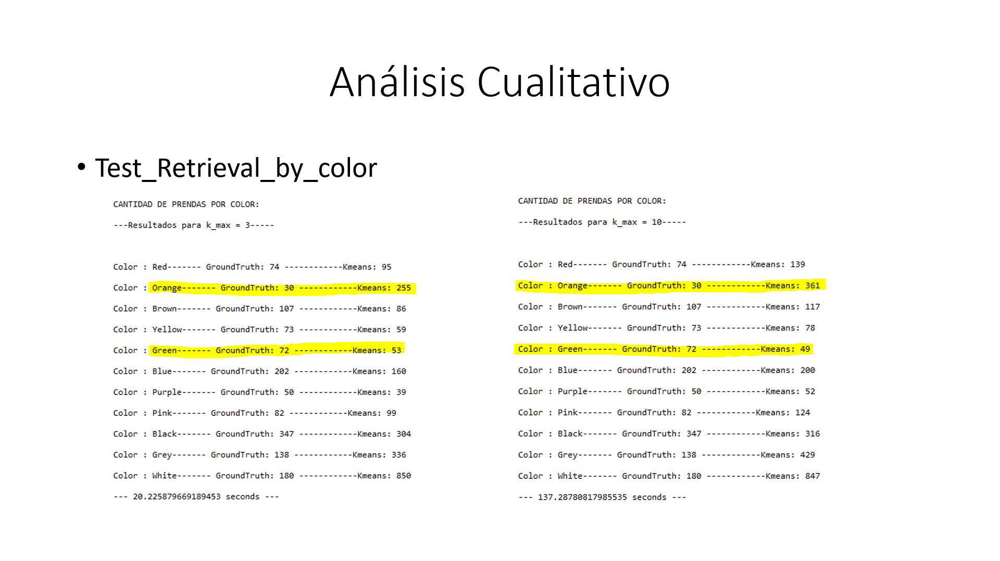 Análisis Cualitativo
• Test_Retrieval_by_color
CANTIDAD DE PRENDAS POR COLOR:
---Resultados para k_max = 3-----
Color : Red------- GroundTruth: 74 ------------Kmeans: 95
Color : Orange------- GroundTruth: 30 ------------Kmeans: 255
Color : Brown------- GroundTruth: 107 ------------Kmeans: 86
Color : Yellow------- GroundTruth: 73 ------------Kmeans: 59
Color : Green------- GroundTruth: 72 ------------Kmeans: 53
Color : Blue------- GroundTruth: 202 ------------Kmeans: 160
Color : Purple------- GroundTruth: 50 ------------Kmeans: 39
Color : Pink------- GroundTruth: 82 ------------Kmeans: 99
Color : Black------- GroundTruth: 347 ------------Kmeans: 304
Color : Grey------- GroundTruth: 138 ------------Kmeans: 336
Color : White------- GroundTruth: 180 ------------Kmeans: 850
--- 20.225879669189453 seconds ---
CANTIDAD DE PRENDAS POR COLOR:
---Resultados para k_max = 10-----
Color : Red------- GroundTruth: 74 ------------Kmeans: 139
Color : Orange------- GroundTruth: 30 ------------Kmeans: 361
Color : Brown------- GroundTruth: 107 ------------Kmeans: 117
Color : Yellow------- GroundTruth: 73 ------------Kmeans: 78
Color : Green------- GroundTruth: 72 ------------Kmeans: 49
Color : Blue------- GroundTruth: 202 ------------Kmeans: 200
Color : Purple------- GroundTruth: 50 ------------Kmeans: 52
Color : Pink------- GroundTruth: 82 ------------Kmeans: 124
Color : Black------- GroundTruth: 347 ------------Kmeans: 316
Color : Grey------- GroundTruth: 138 ------------Kmeans: 429
Color : White------- GroundTruth: 180 ------------Kmeans: 847
--- 137.28780817985535 seconds ---